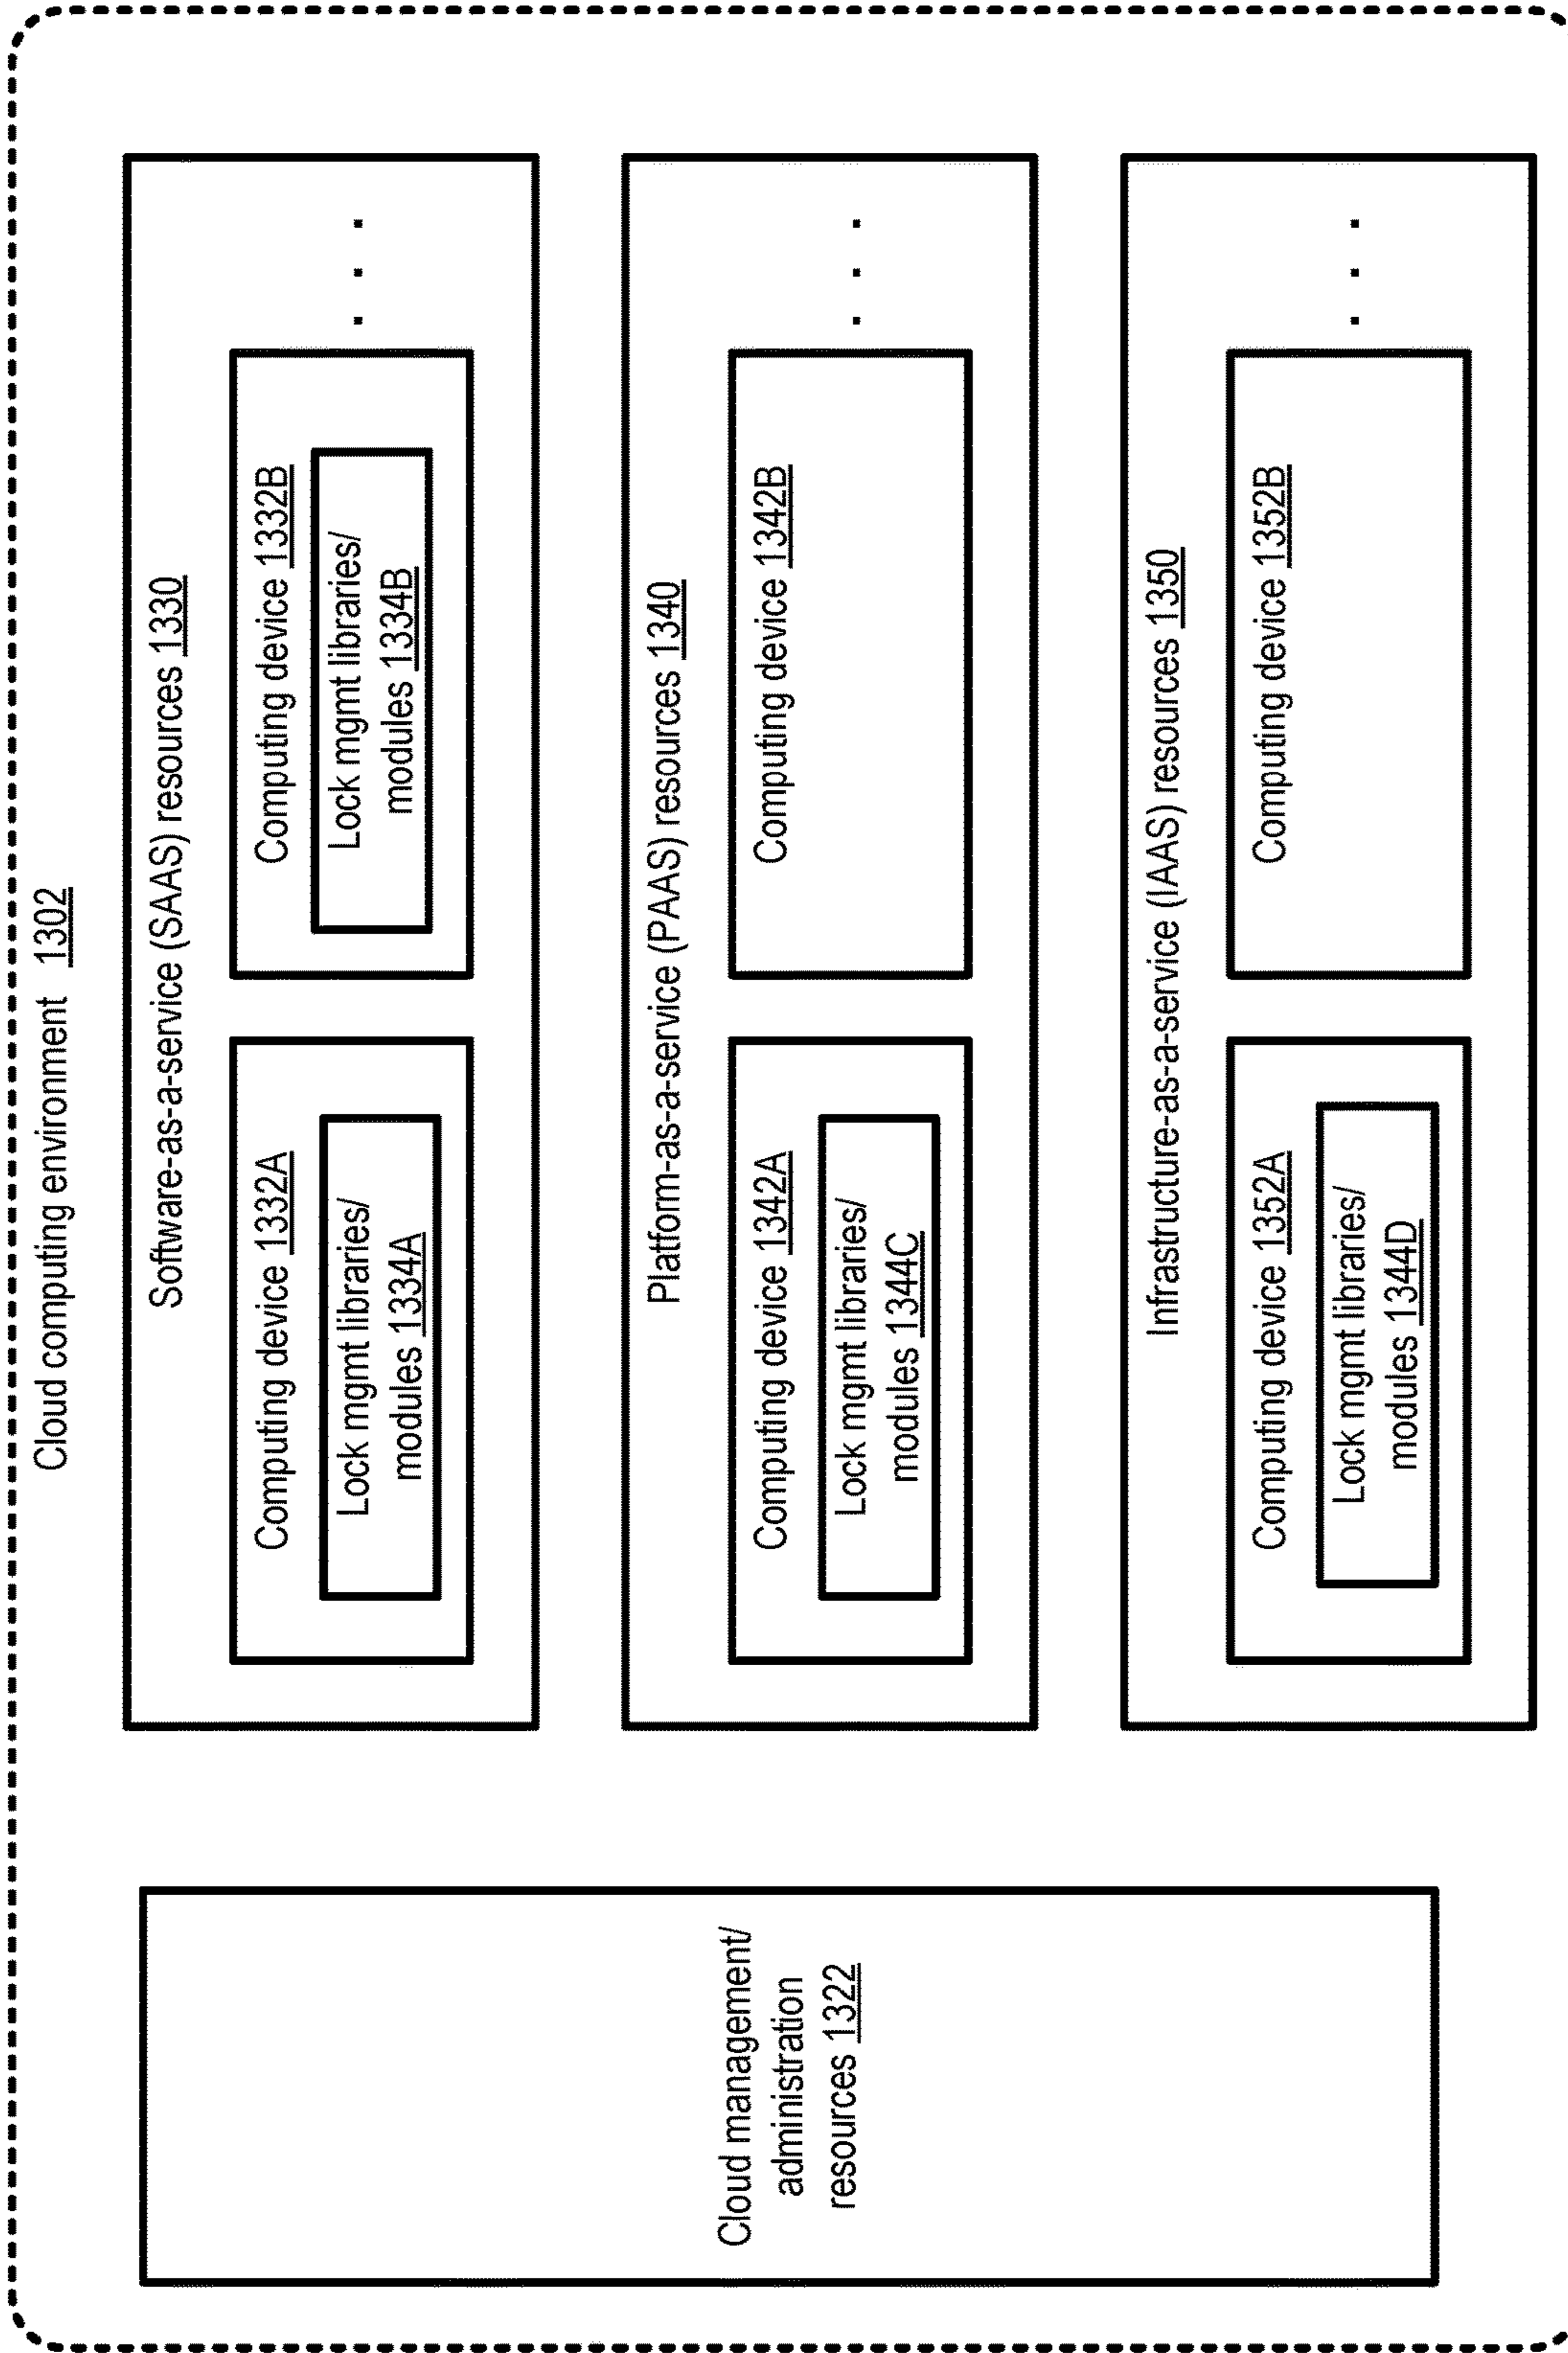 Cloud computing environment 1302
Cloud management/
administration
resources 1322
Software-as-a-service (SAAS) resources 1330
Computing device 1332A
Lock mgmt libraries/
modules 1334A
Computing device 1332B
Lock mgmt libraries/
modules 1334B
. . .
Platform-as-a-service (PAAS) resources 1340
Computing device 1342A
Lock mgmt libraries/
modules 1344C
Computing device 1342B
. . .
Infrastructure-as-a-service (IAAS) resources 1350
Computing device 1352A
Lock mgmt libraries/
modules 1344D
Computing device 1352B
. . .